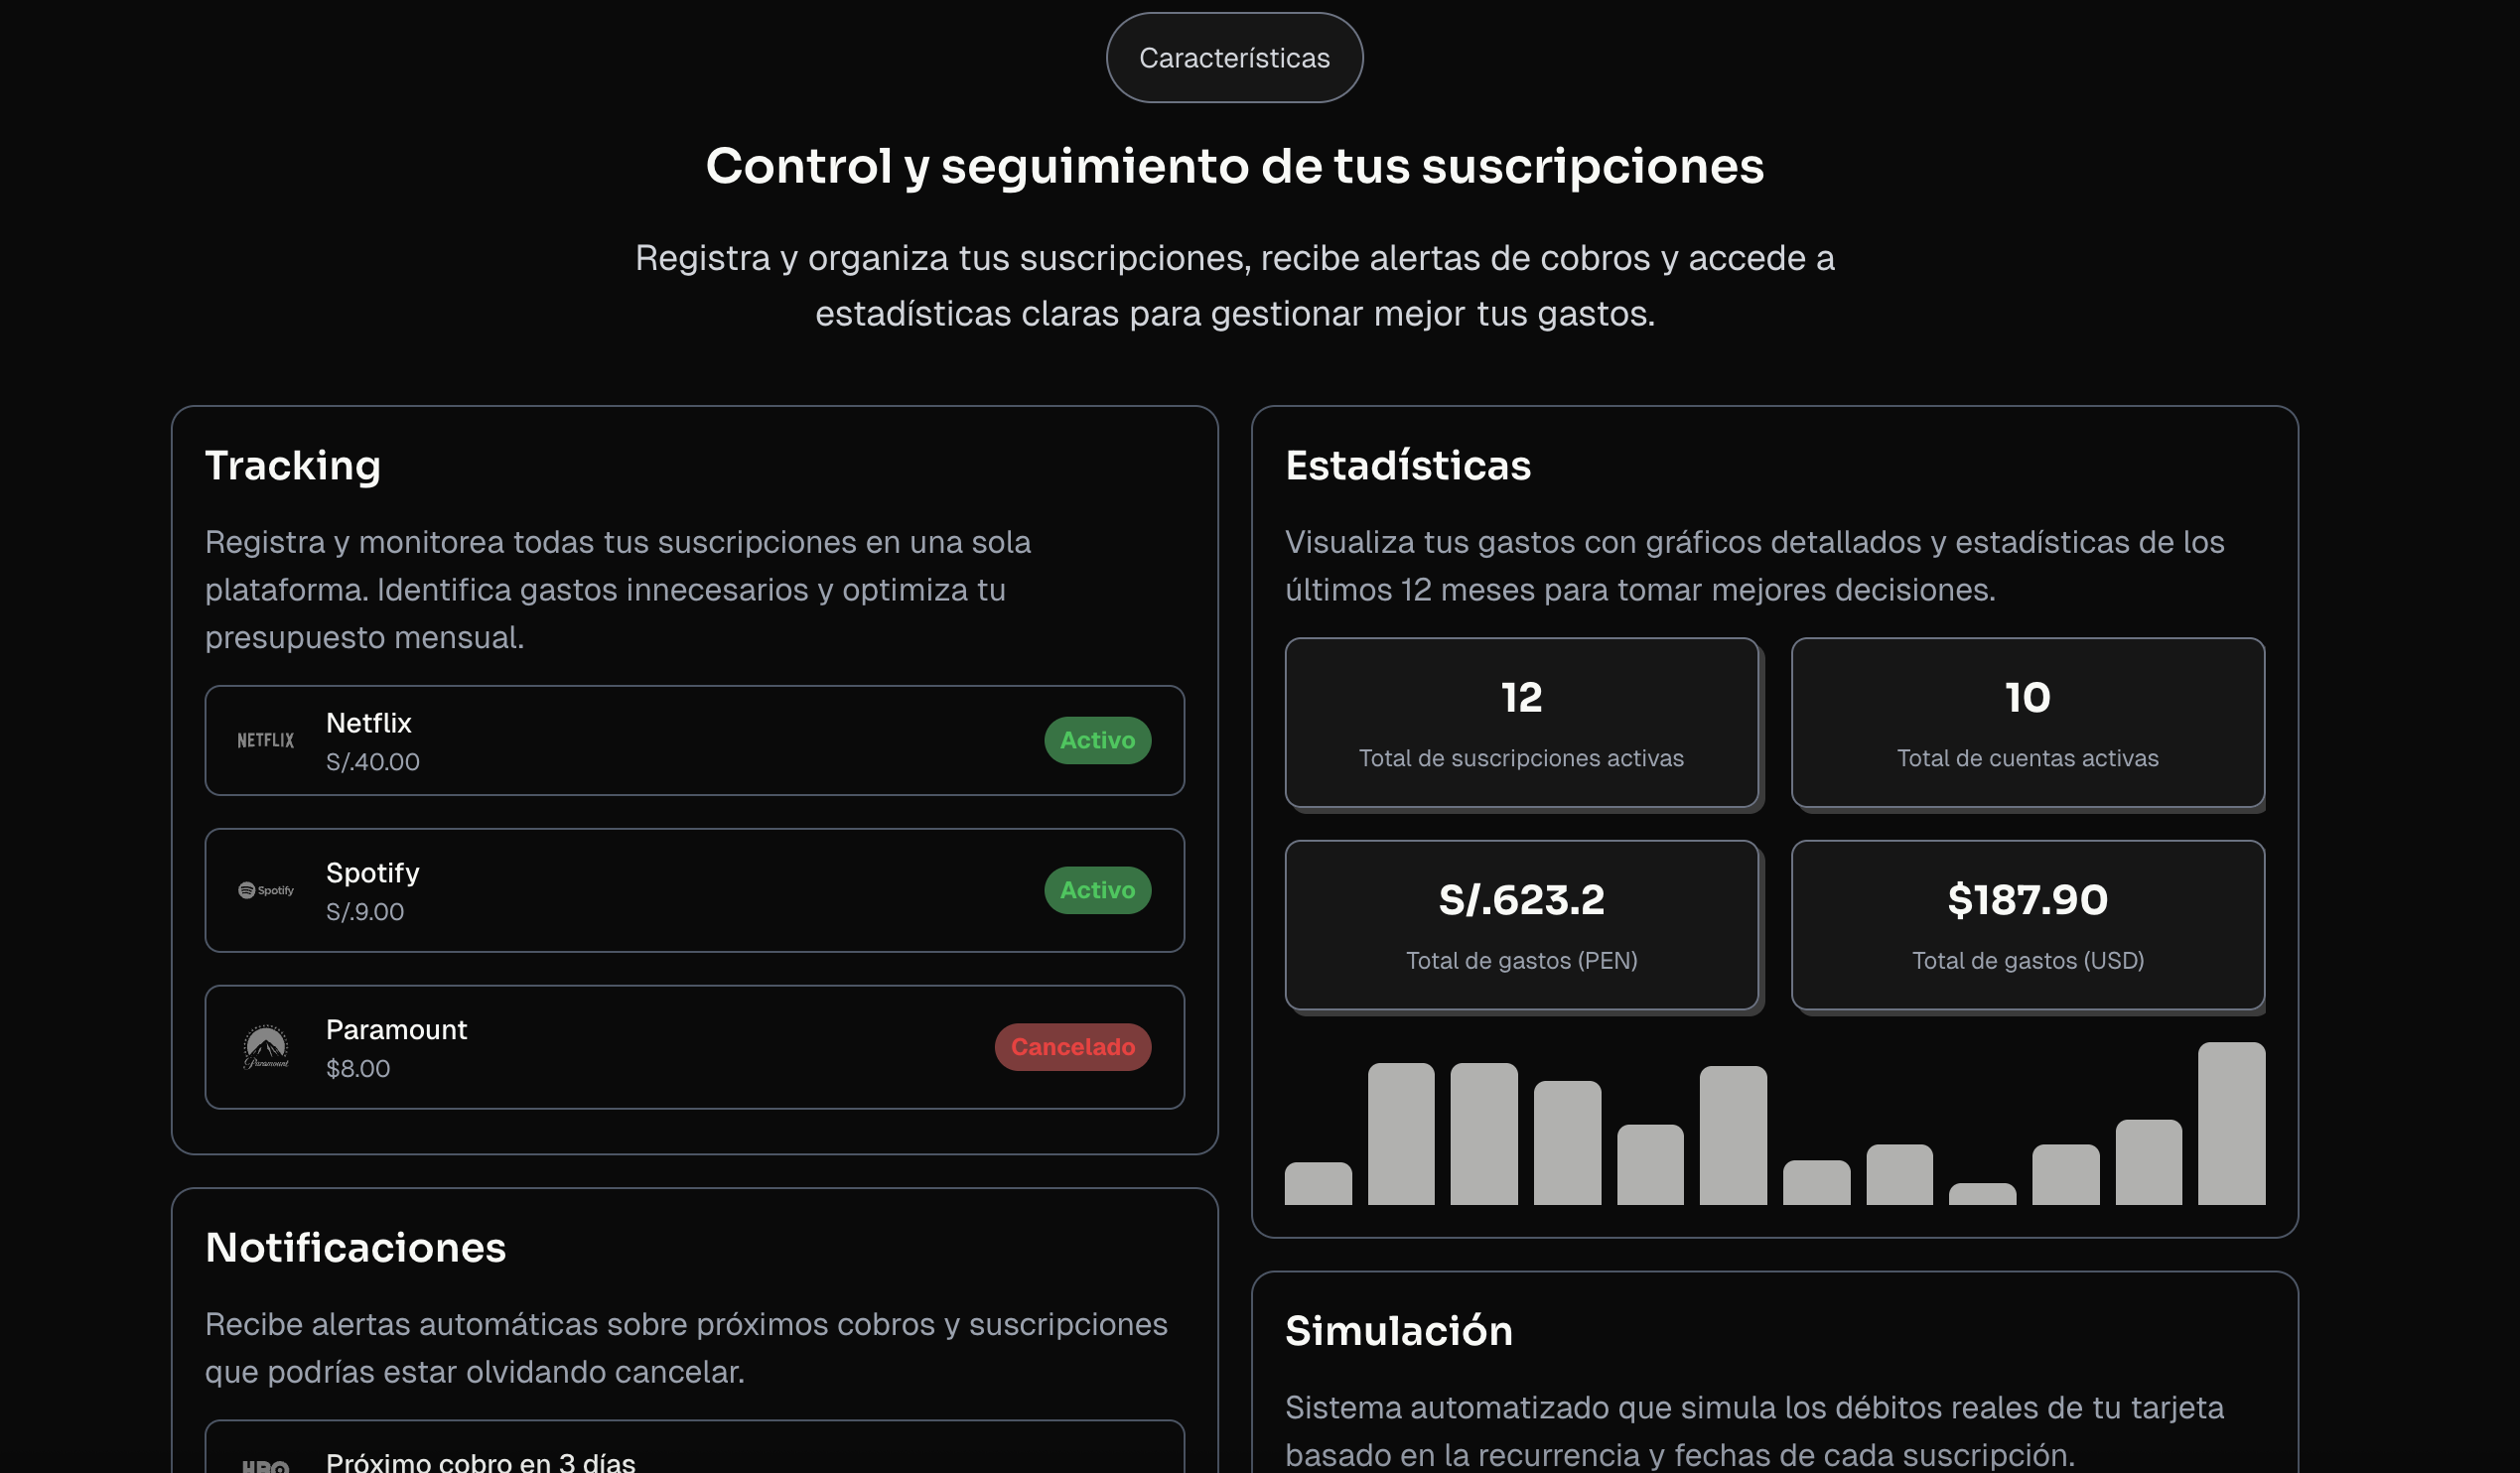 Características
Control y seguimiento de tus suscripciones
Registra y organiza tus suscripciones, recibe alertas de cobros y accede a
estadísticas claras para gestionar mejor tus gastos.
Tracking
Registra y monitorea todas tus suscripciones en una sola
plataforma. Identifica gastos innecesarios y optimiza tu
presupuesto mensual.
NETFLIX
Netflix
S/.40.00
Activo
Spotify
Spotify
S/.9.00
Activo
Paramount
Paramount
$8.00
Cancelado
Notificaciones
Recibe alertas automáticas sobre próximos cobros y suscripciones
que podrías estar olvidando cancelar.
HBO
Próximo cobro en 3 días
Estadísticas
Visualiza tus gastos con gráficos detallados y estadísticas de los
últimos 12 meses para tomar mejores decisiones.
12
Total de suscripciones activas
10
Total de cuentas activas
S/.623.2
Total de gastos (PEN)
$187.90
Total de gastos (USD)
Simulación
Sistema automatizado que simula los débitos reales de tu tarjeta
basado en la recurrencia y fechas de cada suscripción.